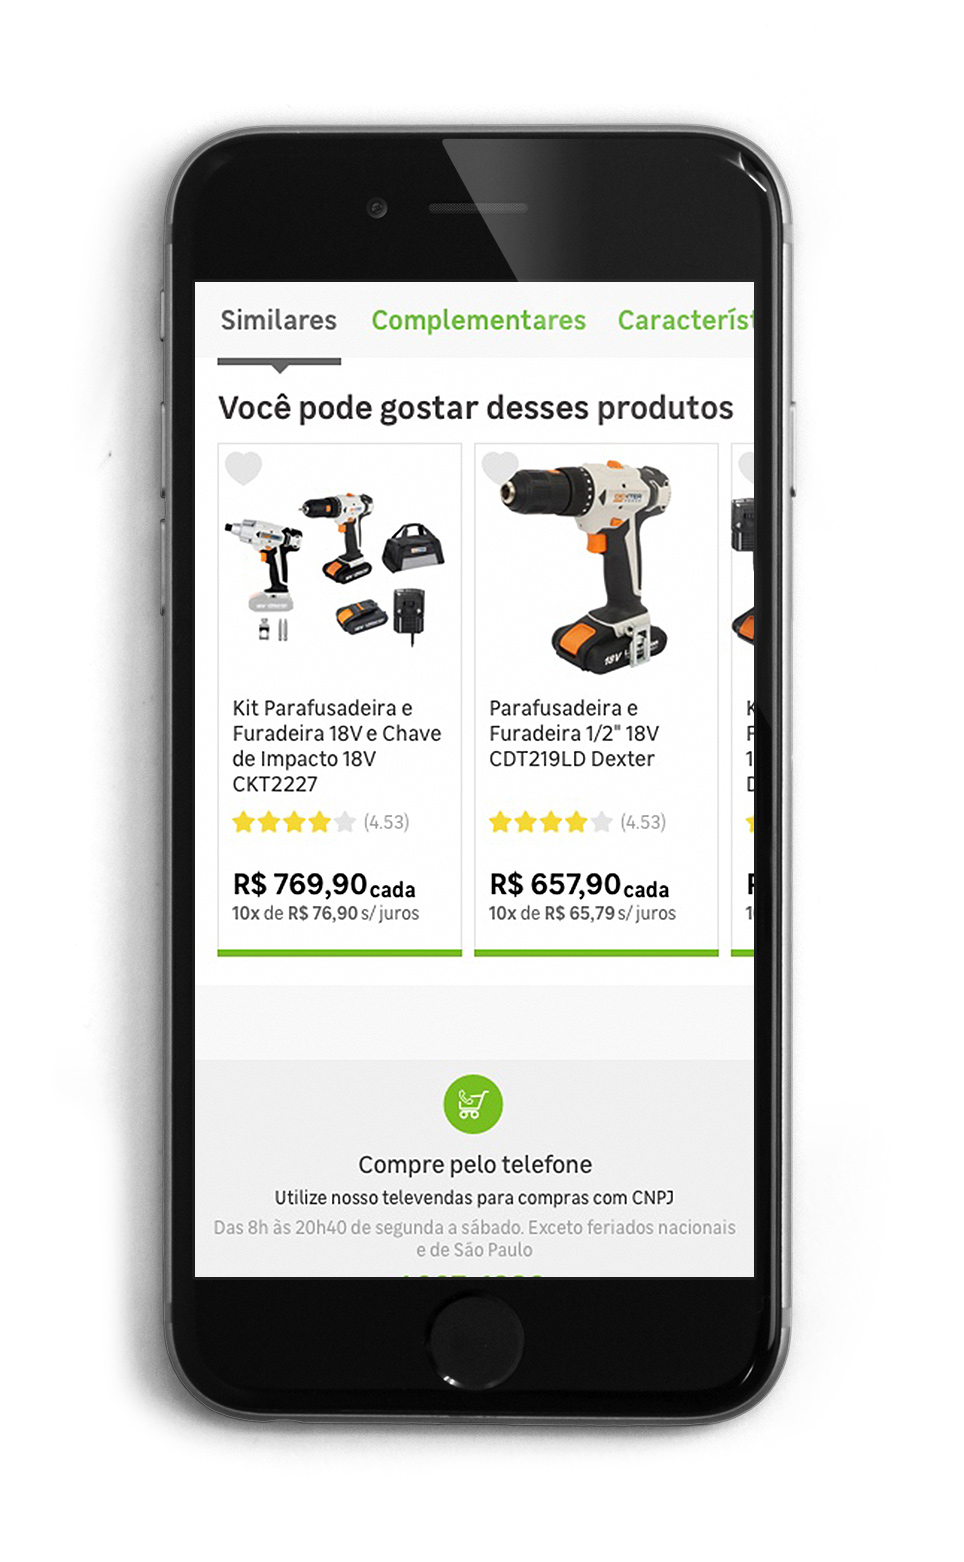 Similares Complementares Característ
Você pode gostar desses produtos
DEXTER
18V
Kit Parafusadeira e
Furadeira 18V e Chave
de Impacto 18V
CKT2227
(4.53)
R$ 769,90 cada
10x de R$ 76,90 s/ juros
Parafusadeira e
Furadeira 1/2" 18V
CDT219LD Dexter
(4.53)
R$ 657,90 cada
10x de R$ 65,79 s/ juros
Compre pelo telefone
Utilize nosso televendas para compras com CNPJ
Das 8h às 20h40 de segunda a sábado. Exceto feriados nacionais
e de São Paulo